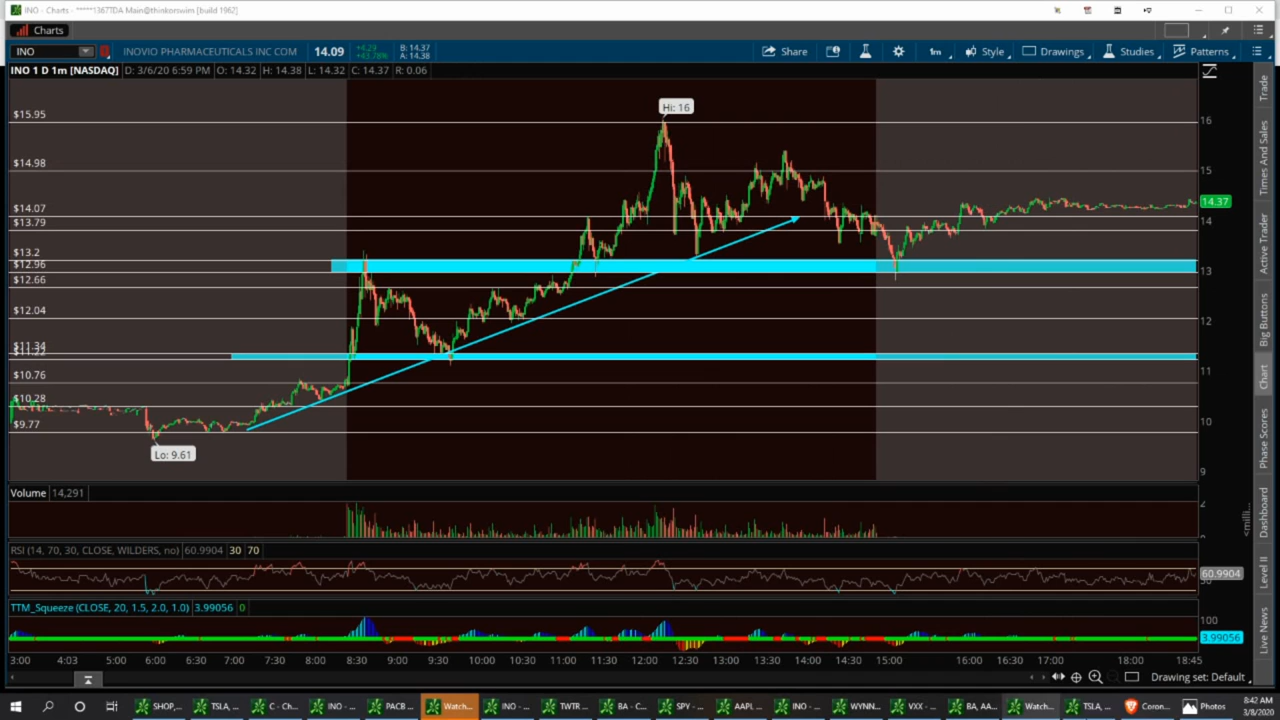 INO - Charts - *****1367TDA Main@thinkorswim [build 1962]
Charts
INO INOVIO PHARMACEUTICALS INC COM 14.09 +4.29 +43.78% B: 14.37 A: 14.38 Share 1m Style Drawings Studies Patterns
INO 1 D 1m [NASDAQ] D: 3/6/20 6:59 PM O: 14.32 H: 14.38 L: 14.32 C: 14.37 R: 0.06
Hi: 16
$15.95
16
$14.98
15
14.37
$14.07
14
$13.79
$13.2
$12.96
13
$12.66
$12.04
12
$11.34
$11.22
11
$10.76
$10.28
10
$9.77
Lo: 9.61
9
Trade
Times And Sales
Active Trader
Big Buttons
Chart
Phase Scores
Dashboard
Level II
Live News
Volume 14,291
2
<milli...
RSI (14, 70, 30, CLOSE, WILDERS, no) 60.9904 30 70
60.9904
TTM_Squeeze (CLOSE, 20, 1.5, 2.0, 1.0) 3.99056 0
100
3.99056
3:00 4:03 5:00 6:00 6:30 7:00 7:30 8:00 8:30 9:00 9:30 10:00 10:30 11:00 11:30 12:00 12:30 13:00 13:30 14:00 14:30 15:00 16:00 16:30 17:00 18:00 18:45
Drawing set: Default
SHOP,... TSLA,... C - Ch... INO - ... PACB ... Watch... INO - ... TWTR... BA - C... SPY - ... AAPL... INO - ... WYNN... VXX - ... BA, AA... Watch... TSLA,... Coron... Photos
8:42 AM
3/8/2020